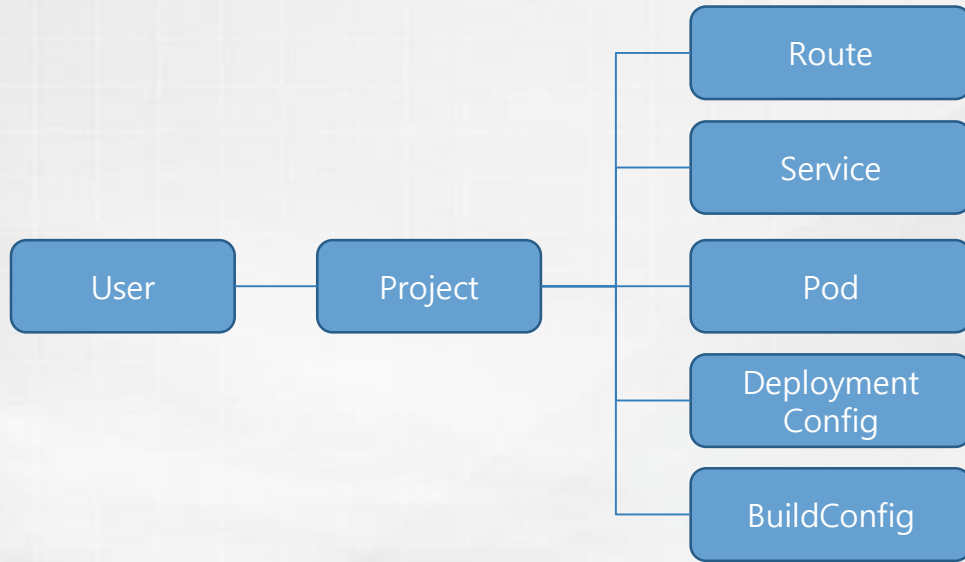 Route
Service
User
Project
Pod
Deployment
Config
BuildConfig